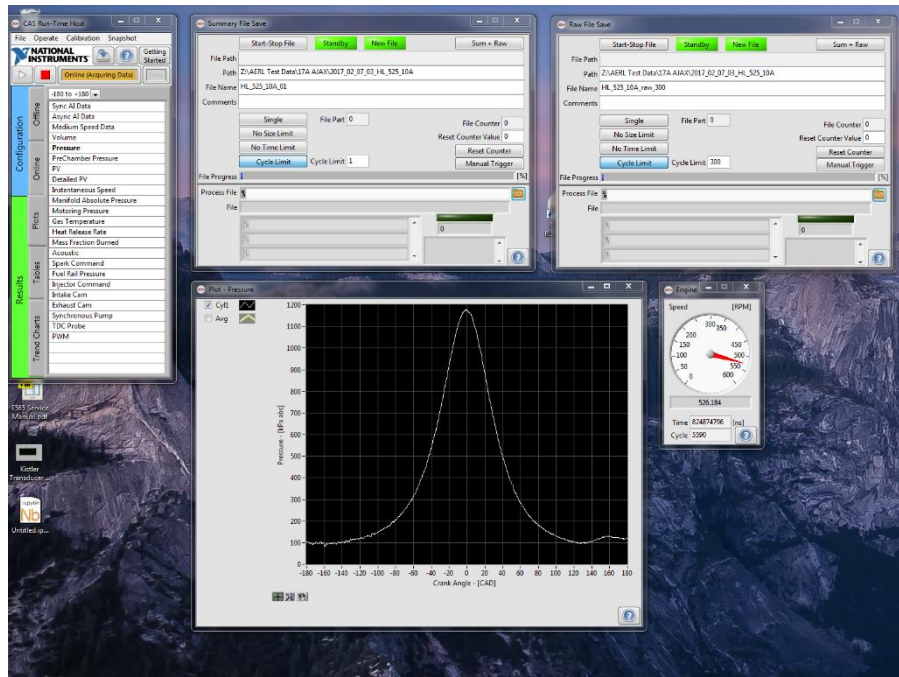 CAS Run-Time Host
File Operate Calibration Snapshot
NATIONAL
INSTRUMENTS
Getting
Started
Online (Acquiring Data)
-180 to +180
Configuration
Results
Offline
Online
Plots
Tables
Trend Charts
Sync AI Data
Async AI Data
Medium Speed Data
Volume
Pressure
PreChamber Pressure
PV
Detailed PV
Instantaneous Speed
Manifold Absolute Pressure
Motoring Pressure
Gas Temperature
Heat Release Rate
Mass Fraction Burned
Acoustic
Spark Command
Fuel Rail Pressure
Injector Command
Intake Cam
Exhaust Cam
Synchronous Pump
TDC Probe
PWM
Summary File Save
Start-Stop File Standby New File Sum + Raw
File Path
Path Z:\AERL Test Data\17A AJAX\2017_02_07_03_HL_525_10A
File Name HL_525_10A_01
Comments
Single File Part 0 File Counter 0
No Size Limit Reset Counter Value 0
No Time Limit Reset Counter
Cycle Limit Cycle Limit 1 Manual Trigger
File Progress [%]
Process File
File
0
Raw File Save
Start-Stop File Standby New File Sum + Raw
File Path
Path Z:\AERL Test Data\17A AJAX\2017_02_07_03_HL_525_10A
File Name HL_525_10A_raw_300
Comments
Single File Part 0 File Counter 0
No Size Limit Reset Counter Value 0
No Time Limit Reset Counter
Cycle Limit Cycle Limit 300 Manual Trigger
File Progress [%]
Process File
File
0
Plot - Pressure
Cyl1
Avg
Pressure - [kPa abs]
1200
1100
1000
900
800
700
600
500
400
300
200
100
0
-180 -160 -140 -120 -100 -80 -60 -40 -20 0 20 40 60 80 100 120 140 160 180
Crank Angle - [CAD]
Engine
Speed [RPM]
0 50 100 150 200 300 350 450 500 550 600
526.184
Time 824874796 [ns]
Cycle 5590
ES65 Service
Manual.pdf
Kistler
Transducer...
Untitled.ip...